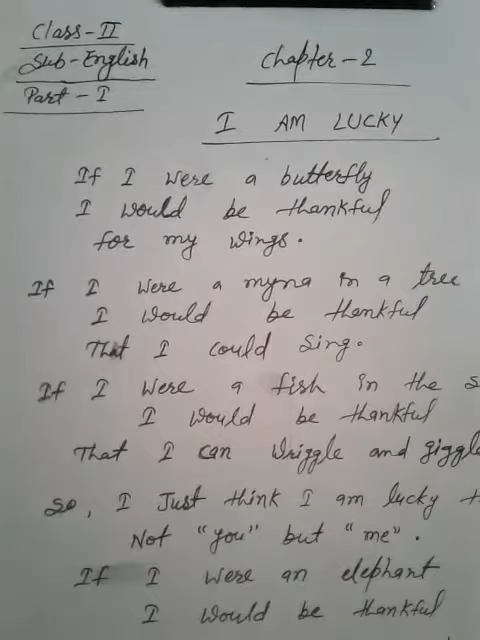 Class-II
Sub-English
Part-I
Chapter-2
I AM LUCKY
If I were a butterfly
I would be thankful
for my wings.
If I were a myna in a tree
I would be thankful
That I could sing.
If I were a fish in the
I would be thankful
That I can wriggle and giggle
So, I Just think I am lucky
Not "you" but "me".
If I were an elephant
I would be thankful